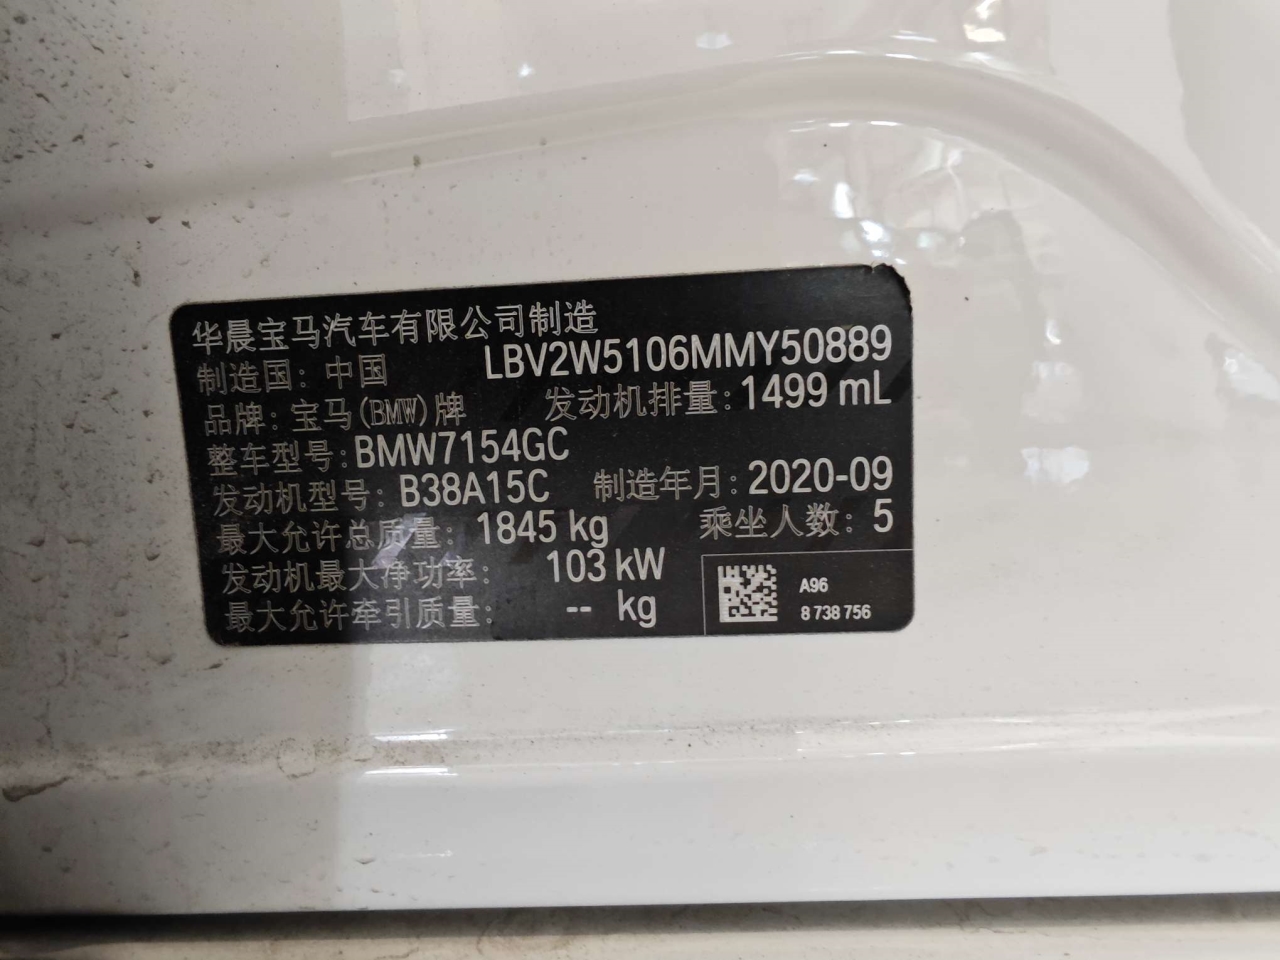 华晨宝马汽车有限公司制造
制造国：中国 LBV2W5106MMY50889
品牌：宝马(BMW)牌 发动机排量：1499 mL
整车型号：BMW7154GC
发动机型号：B38A15C 制造年月：2020-09
最大允许总质量：1845 kg 乘坐人数：5
发动机最大净功率：103 kW
最大允许牵引质量：-- kg
A96
8 738 756